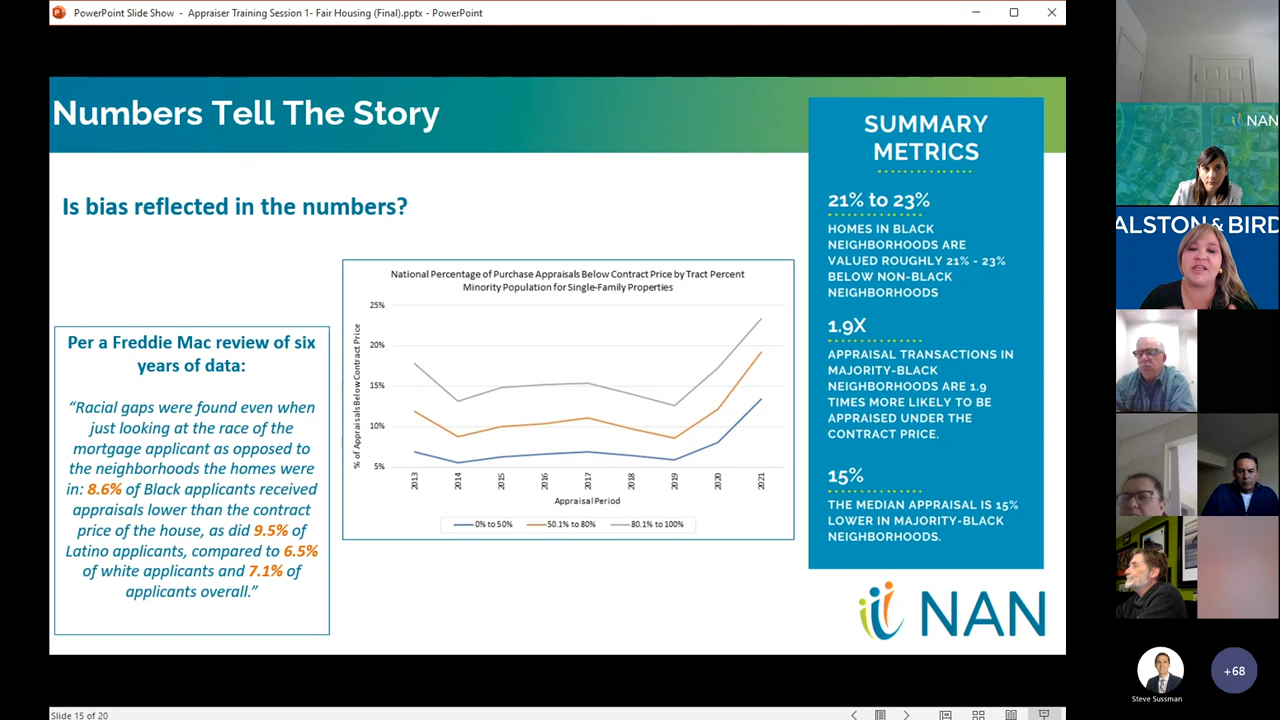 PowerPoint Slide Show - Appraiser Training Session 1- Fair Housing (Final).pptx - PowerPoint
Numbers Tell The Story
Is bias reflected in the numbers?
Per a Freddie Mac review of six
years of data:
“Racial gaps were found even when
just looking at the race of the
mortgage applicant as opposed to
the neighborhoods the homes were
in: 8.6% of Black applicants received
appraisals lower than the contract
price of the house, as did 9.5% of
Latino applicants, compared to 6.5%
of white applicants and 7.1% of
applicants overall.”
National Percentage of Purchase Appraisals Below Contract Price by Tract Percent
Minority Population for Single-Family Properties
% of Appraisals Below Contract Price
25%
20%
15%
10%
5%
2013
2014
2015
2016
2017
2018
2019
2020
2021
Appraisal Period
0% to 50%
50.1% to 80%
80.1% to 100%
SUMMARY
METRICS
21% to 23%
HOMES IN BLACK
NEIGHBORHOODS ARE
VALUED ROUGHLY 21% - 23%
BELOW NON-BLACK
NEIGHBORHOODS
1.9X
APPRAISAL TRANSACTIONS IN
MAJORITY-BLACK
NEIGHBORHOODS ARE 1.9
TIMES MORE LIKELY TO BE
APPRAISED UNDER THE
CONTRACT PRICE.
15%
THE MEDIAN APPRAISAL IS 15%
LOWER IN MAJORITY-BLACK
NEIGHBORHOODS.
NAN
Slide 15 of 20
NAN
ALSTON & BIRD
Steve Sussman
+68